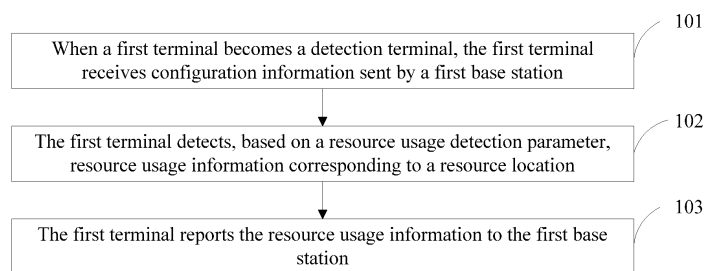 101
When a first terminal becomes a detection terminal, the first terminal
receives configuration information sent by a first base station
102
The first terminal detects, based on a resource usage detection parameter,
resource usage information corresponding to a resource location
103
The first terminal reports the resource usage information to the first base
station